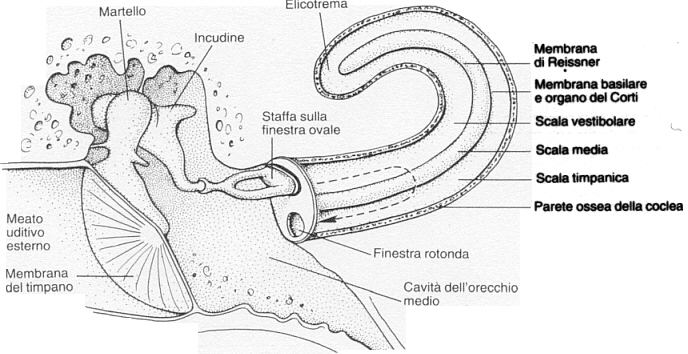 Martello
Elicotrema
Incudine
Membrana
di Reissner
Membrana basilare
e organo del Corti
Staffa sulla
finestra ovale
Scala vestibolare
Scala media
Scala timpanica
Parete ossea della coclea
Meato
uditivo
esterno
Finestra rotonda
Membrana
del timpano
Cavità dell'orecchio
medio